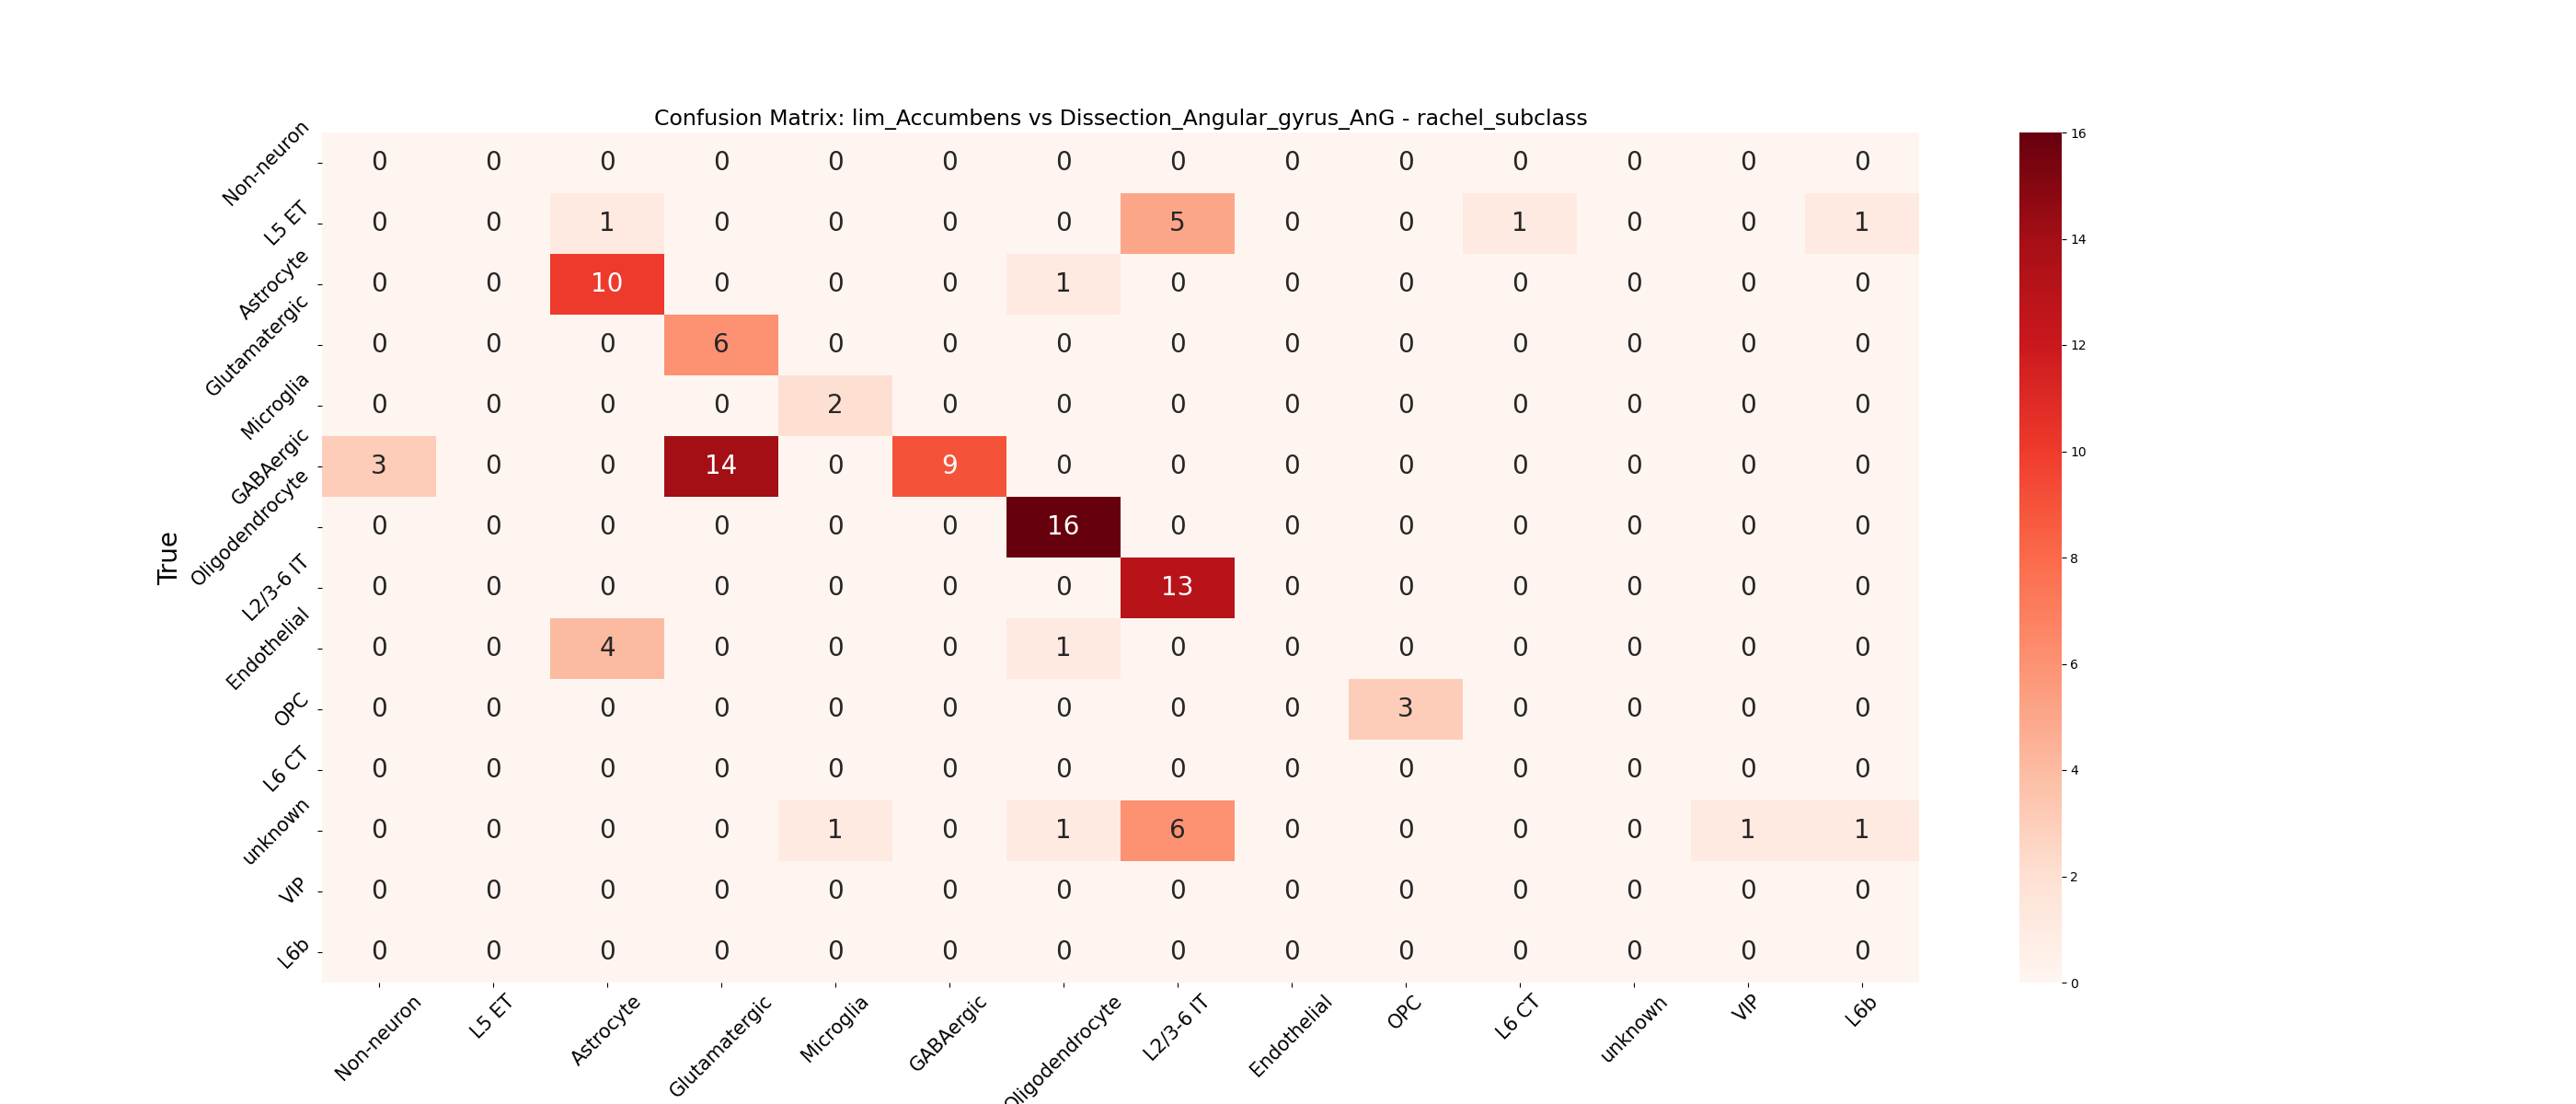 Confusion Matrix: lim_Accumbens vs Dissection_Angular_gyrus_AnG - rachel_subclass
True
Non-neuron 0 0 0 0 0 0 0 0 0 0 0 0 0 0
L5 ET 0 0 1 0 0 0 0 5 0 0 1 0 0 1
Astrocyte 0 0 10 0 0 0 1 0 0 0 0 0 0 0
Glutamatergic 0 0 0 6 0 0 0 0 0 0 0 0 0 0
Microglia 0 0 0 0 2 0 0 0 0 0 0 0 0 0
GABAergic 3 0 0 14 0 9 0 0 0 0 0 0 0 0
Oligodendrocyte 0 0 0 0 0 0 16 0 0 0 0 0 0 0
L2/3-6 IT 0 0 0 0 0 0 0 13 0 0 0 0 0 0
Endothelial 0 0 4 0 0 0 1 0 0 0 0 0 0 0
OPC 0 0 0 0 0 0 0 0 0 3 0 0 0 0
L6 CT 0 0 0 0 0 0 0 0 0 0 0 0 0 0
unknown 0 0 0 0 1 0 1 6 0 0 0 0 1 1
VIP 0 0 0 0 0 0 0 0 0 0 0 0 0 0
L6b 0 0 0 0 0 0 0 0 0 0 0 0 0 0
Non-neuron L5 ET Astrocyte Glutamatergic Microglia GABAergic Oligodendrocyte L2/3-6 IT Endothelial OPC L6 CT unknown VIP L6b
16
14
12
10
8
6
4
2
0